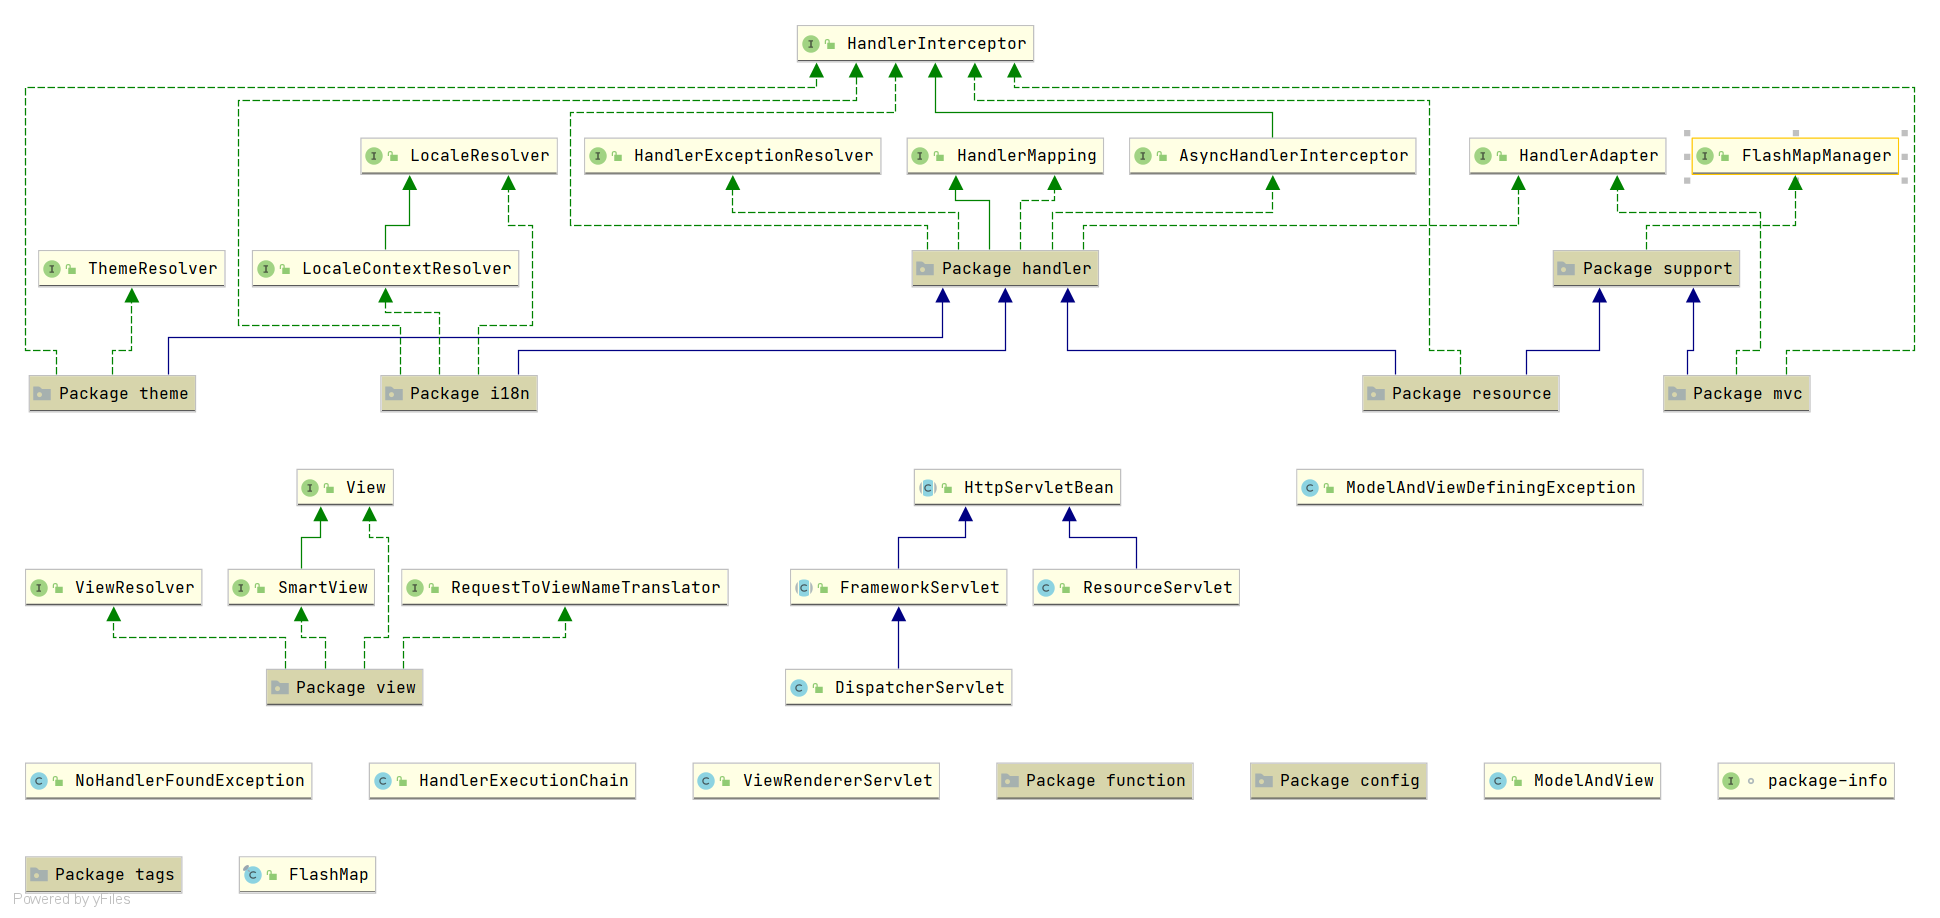 HandlerInterceptor
LocaleResolver
HandlerExceptionResolver
HandlerMapping
AsyncHandlerInterceptor
HandlerAdapter
FlashMapManager
ThemeResolver
LocaleContextResolver
Package handler
Package support
Package theme
Package i18n
Package resource
Package mvc
View
HttpServletBean
ModelAndViewDefiningException
ViewResolver
SmartView
RequestToViewNameTranslator
FrameworkServlet
ResourceServlet
Package view
DispatcherServlet
NoHandlerFoundException
HandlerExecutionChain
ViewRendererServlet
Package function
Package config
ModelAndView
package-info
Package tags
FlashMap
Powered by yFiles